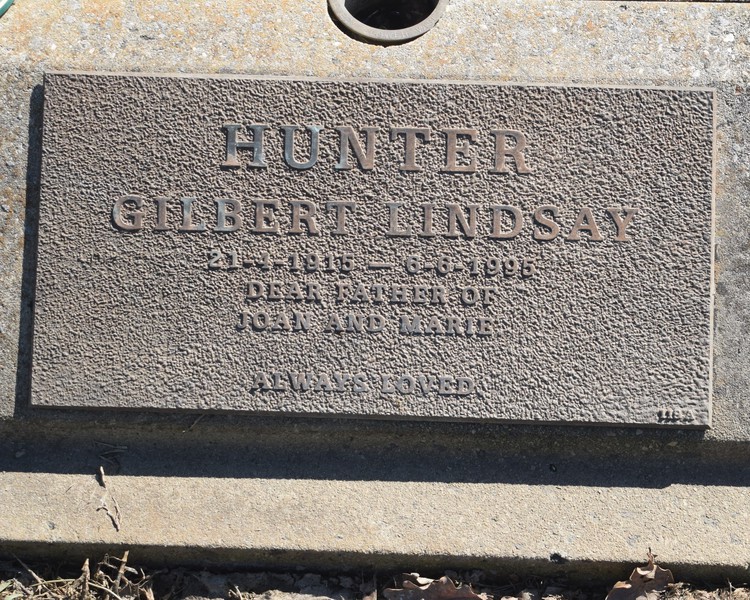 HUNTER
GILBERT LINDSAY
21-4-1915 — 6-6-1995
DEAR FATHER OF
JOAN AND MARIE.
ALWAYS LOVED.